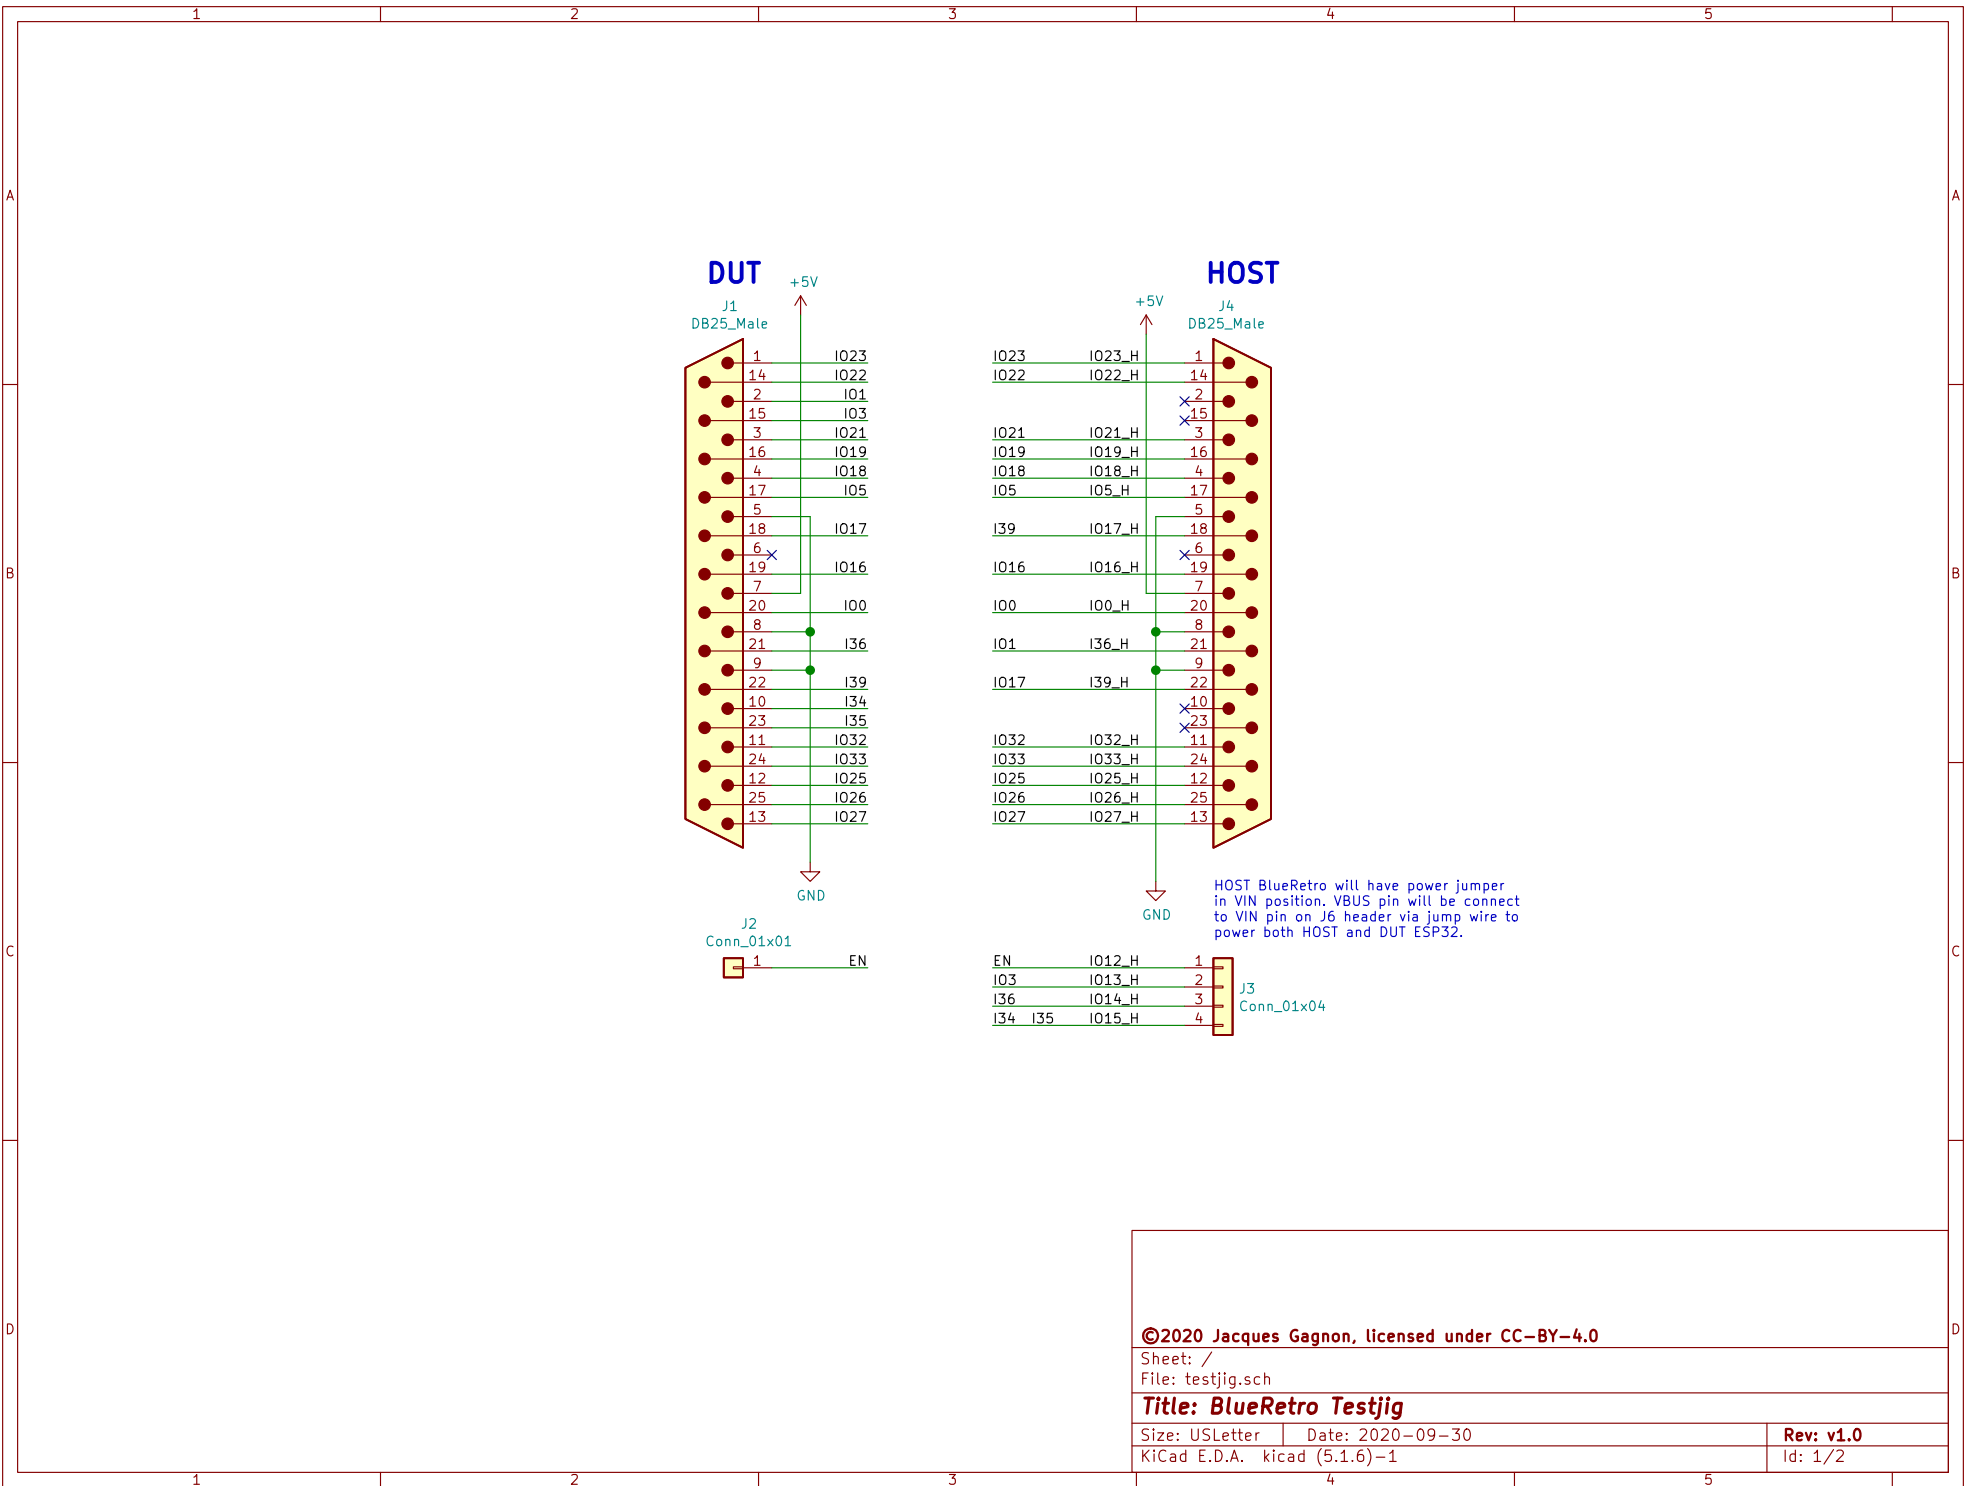 1 2 3 4 5
A A
DUT HOST
+5V
+5V
J1 J4
DB25_Male DB25_Male
1 IO23 IO23 IO23_H 1
14 IO22 IO22 IO22_H 14
2 IO1 2
15 IO3 15
3 IO21 IO21 IO21_H 3
16 IO19 IO19 IO19_H 16
4 IO18 IO18 IO18_H 4
17 IO5 IO5 IO5_H 17
5 5
18 IO17 I39 IO17_H 18
6 6
B B
19 IO16 IO16 IO16_H 19
7 7
20 IO0 IO0 IO0_H 20
8 8
21 I36 IO1 I36_H 21
9 9
22 I39 IO17 I39_H 22
10 I34 10
23 I35 23
11 IO32 IO32 IO32_H 11
24 IO33 IO33 IO33_H 24
12 IO25 IO25 IO25_H 12
25 IO26 IO26 IO26_H 25
13 IO27 IO27 IO27_H 13
GND
GND
HOST BlueRetro will have power jumper
in VIN position. VBUS pin will be connect
to VIN pin on J6 header via jump wire to
power both HOST and DUT ESP32.
J2
Conn_01x01
C C
1 EN EN IO12_H 1
IO3 IO13_H 2
I36 IO14_H 3
I34 I35 IO15_H 4
J3
Conn_01x04
D D
©2020 Jacques Gagnon, licensed under CC-BY-4.0
Sheet: /
File: testjig.sch
Title: BlueRetro Testjig
Size: USLetter Date: 2020-09-30 Rev: v1.0
KiCad E.D.A. kicad (5.1.6)-1 Id: 1/2
1 2 3 4 5